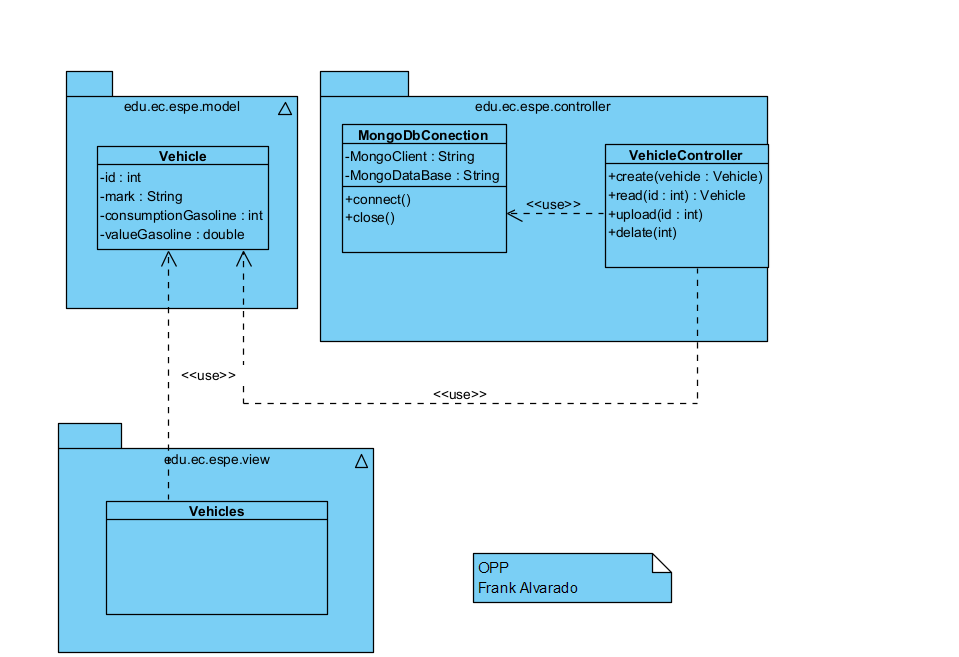 edu.ec.espe.model
Vehicle
-id : int
-mark : String
-consumptionGasoline : int
-valueGasoline : double
edu.ec.espe.controller
MongoDbConection
-MongoClient : String
-MongoDataBase : String
+connect()
+close()
<<use>>
VehicleController
+create(vehicle : Vehicle)
+read(id : int) : Vehicle
+upload(id : int)
+delate(int)
<<use>>
<<use>>
edu.ec.espe.view
Vehicles
OPP
Frank Alvarado